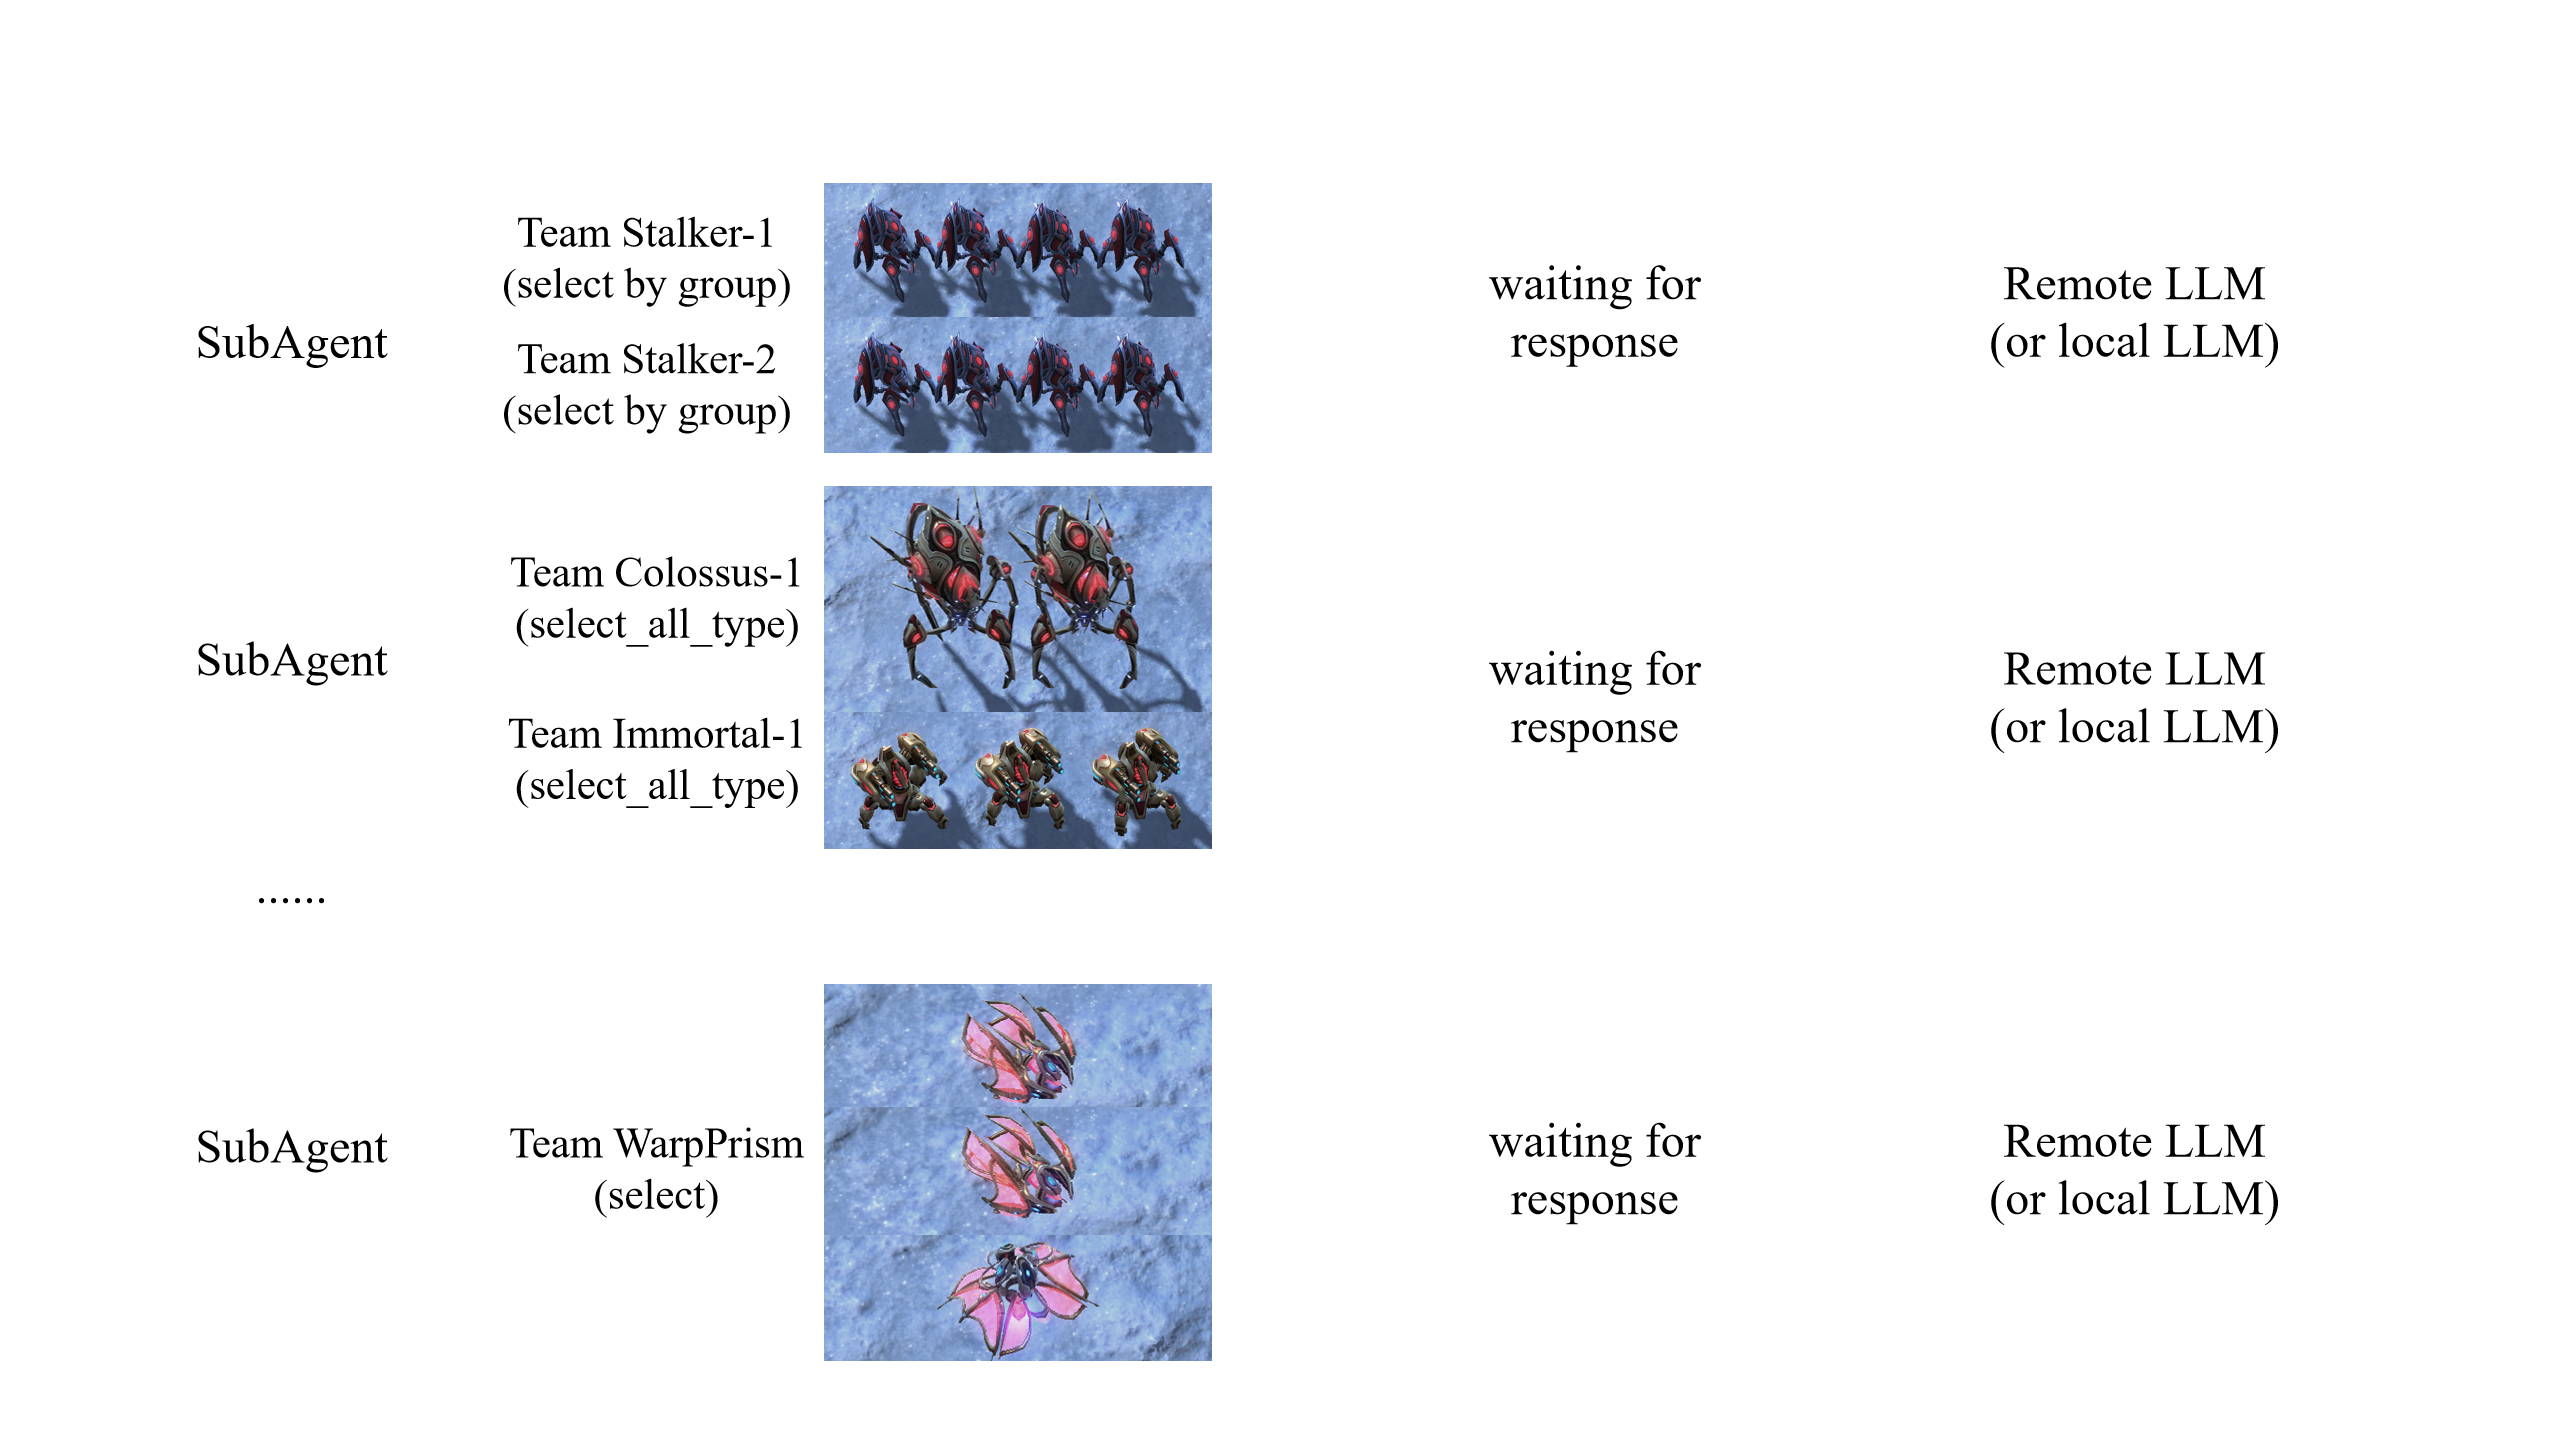 SubAgent
Team Stalker-1
(select by group)
Team Stalker-2
(select by group)
waiting for
response
Remote LLM
(or local LLM)
SubAgent
Team Colossus-1
(select_all_type)
Team Immortal-1
(select_all_type)
waiting for
response
Remote LLM
(or local LLM)
......
SubAgent
Team WarpPrism
(select)
waiting for
response
Remote LLM
(or local LLM)